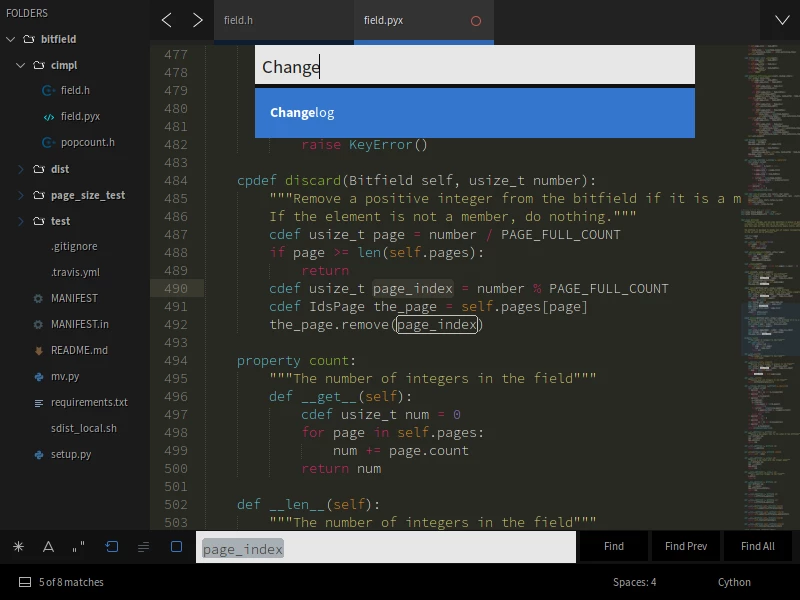 FOLDERS
bitfield
cimpl
field.h
field.pyx
popcount.h
dist
page_size_test
test
.gitignore
.travis.yml
MANIFEST
MANIFEST.in
README.md
mv.py
requirements.txt
sdist_local.sh
setup.py
field.h
field.pyx
Change
Changelog
477
478
479
480
481
482 raise KeyError()
483
484 cpdef discard(Bitfield self, usize_t number):
485 """Remove a positive integer from the bitfield if it is a m
486 If the element is not a member, do nothing."""
487 cdef usize_t page = number / PAGE_FULL_COUNT
488 if page >= len(self.pages):
489 return
490 cdef usize_t page_index = number % PAGE_FULL_COUNT
491 cdef IdsPage the_page = self.pages[page]
492 the_page.remove(page_index)
493
494 property count:
495 """The number of integers in the field"""
496 def __get__(self):
497 cdef usize_t num = 0
498 for page in self.pages:
499 num += page.count
500 return num
501
502 def __len__(self):
503 """The number of integers in the field"""
page_index
Find
Find Prev
Find All
5 of 8 matches
Spaces: 4
Cython